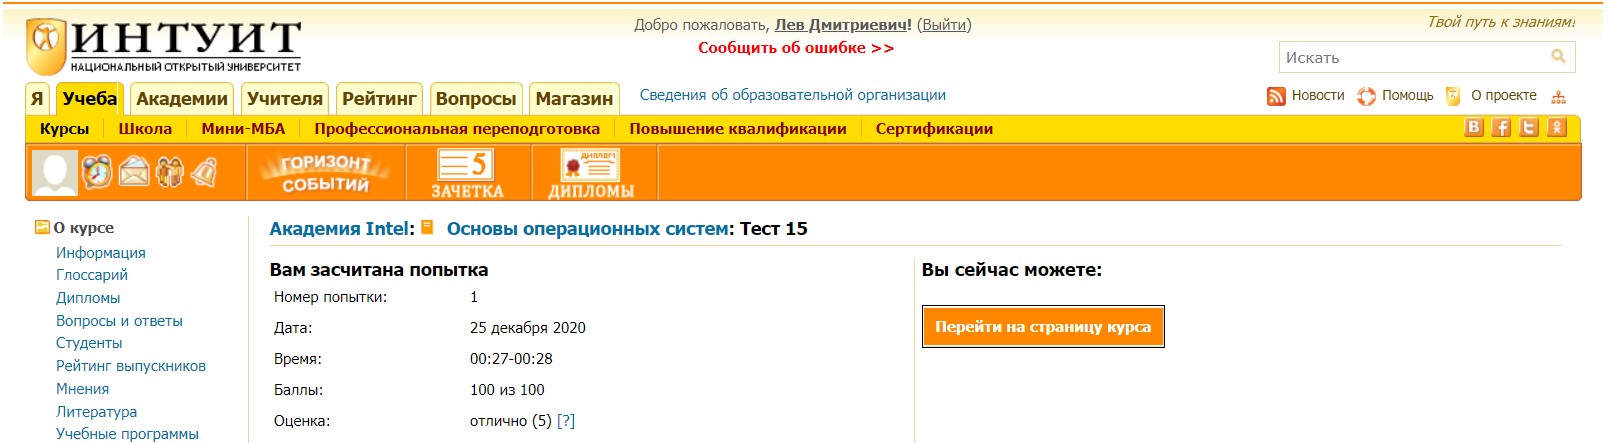 ИНТУИТ
НАЦИОНАЛЬНЫЙ ОТКРЫТЫЙ УНИВЕРСИТЕТ
Добро пожаловать, Лев Дмитриевич! (Выйти)
Сообщить об ошибке >>
Твой путь к знаниям!
Искать
Я Учеба Академии Учителя Рейтинг Вопросы Магазин Сведения об образовательной организации Новости Помощь О проекте
Курсы Школа Мини-МБА Профессиональная переподготовка Повышение квалификации Сертификации
ГОРИЗОНТ СОБЫТИЙ
5 ЗАЧЕТКА
ДИПЛОМ ДИПЛОМЫ
О курсе
Информация
Глоссарий
Дипломы
Вопросы и ответы
Студенты
Рейтинг выпускников
Мнения
Литература
Учебные программы
Академия Intel: Основы операционных систем: Тест 15
Вам засчитана попытка
Номер попытки: 1
Дата: 25 декабря 2020
Время: 00:27-00:28
Баллы: 100 из 100
Оценка: отлично (5) [?]
Вы сейчас можете:
Перейти на страницу курса